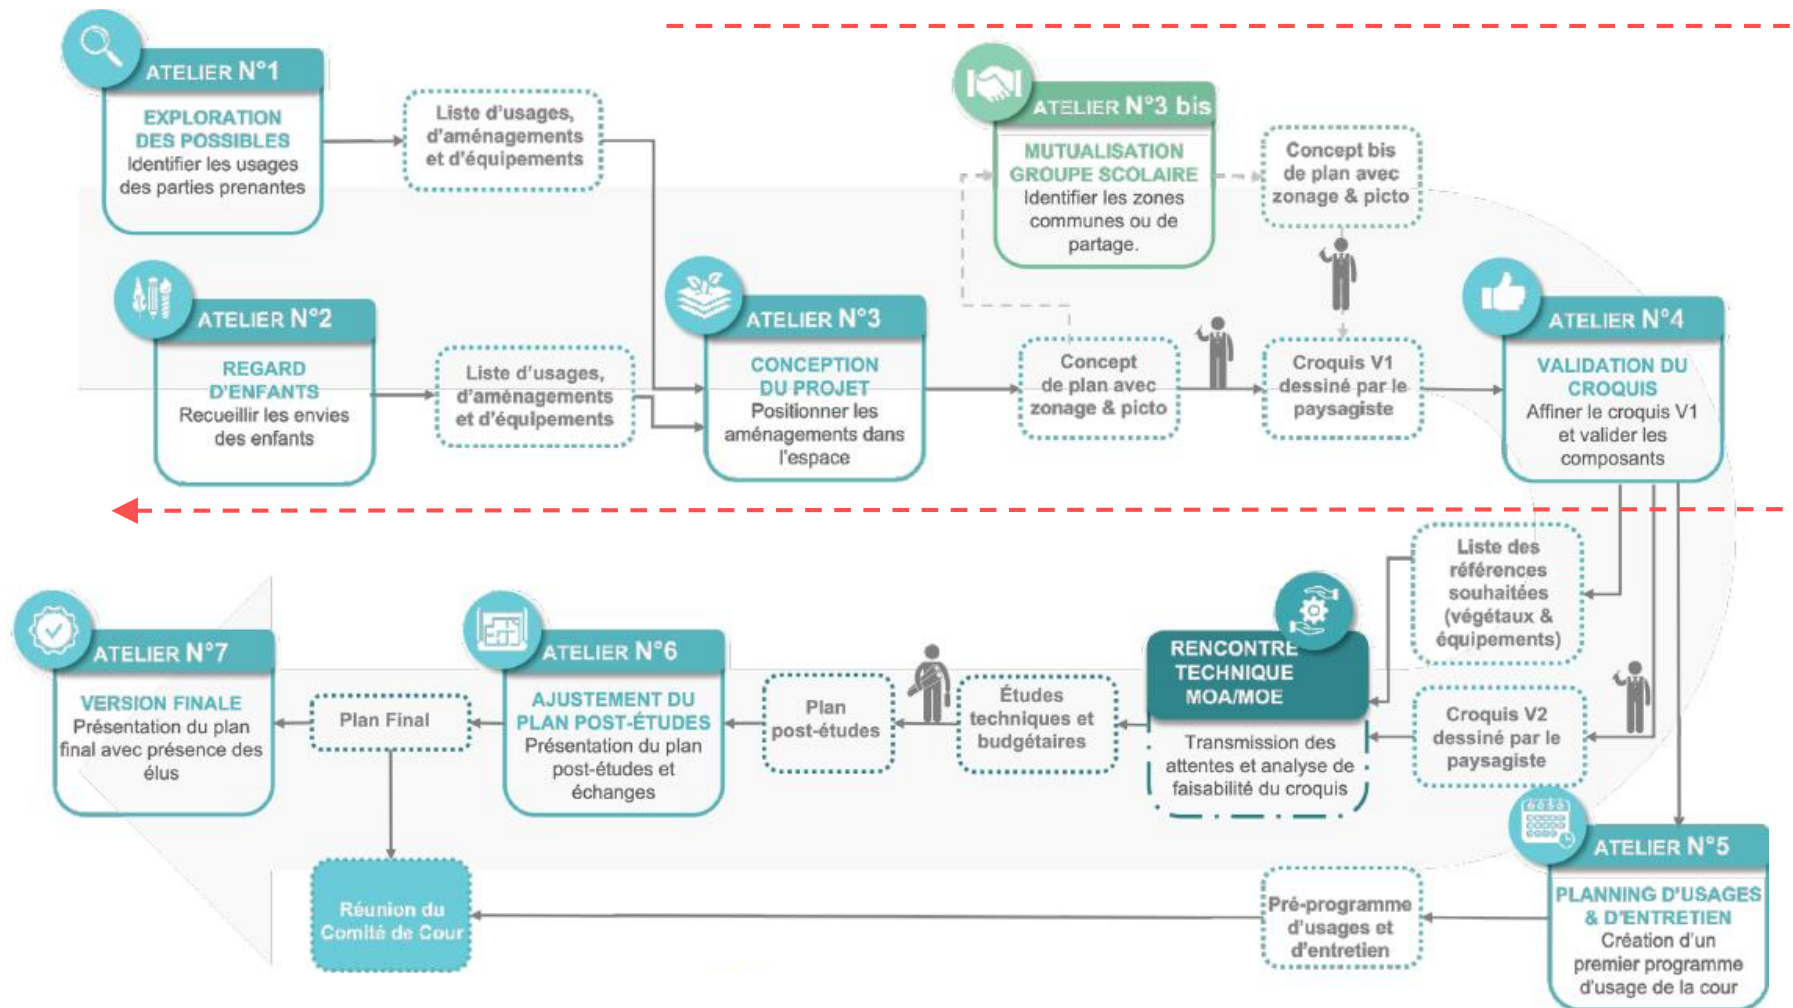 ATELIER N°1
EXPLORATION
DES POSSIBLES
Identifier les usages
des parties prenantes
Liste d'usages,
d'aménagements
et d'équipements
ATELIER N°3 bis
MUTUALISATION
GROUPE SCOLAIRE
Identifier les zones
communes ou de
partage.
Concept bis
de plan avec
zonage & picto
ATELIER N°2
REGARD
D'ENFANTS
Recueillir les envies
des enfants
Liste d'usages,
d'aménagements
et d'équipements
ATELIER N°3
CONCEPTION
DU PROJET
Positionner les
aménagements dans
l'espace
Concept
de plan avec
zonage & picto
Croquis V1
dessiné par le
paysagiste
ATELIER N°4
VALIDATION DU
CROQUIS
Affiner le croquis V1
et valider les
composants
Liste des
références
souhaitées
(végétaux &
équipements)
Croquis V2
dessiné par le
paysagiste
RENCONTRE
TECHNIQUE
MOA/MOE
Transmission des
attentes et analyse de
faisabilité du croquis
Études
techniques et
budgétaires
Plan
post-études
ATELIER N°6
AJUSTEMENT DU
PLAN POST-ÉTUDES
Présentation du plan
post-études et
échanges
Plan Final
ATELIER N°7
VERSION FINALE
Présentation du plan
final avec présence des
élus
ATELIER N°5
PLANNING D'USAGES
& D'ENTRETIEN
Création d'un
premier programme
d'usage de la cour
Pré-programme
d'usages et
d'entretien
Réunion du
Comité de Cour